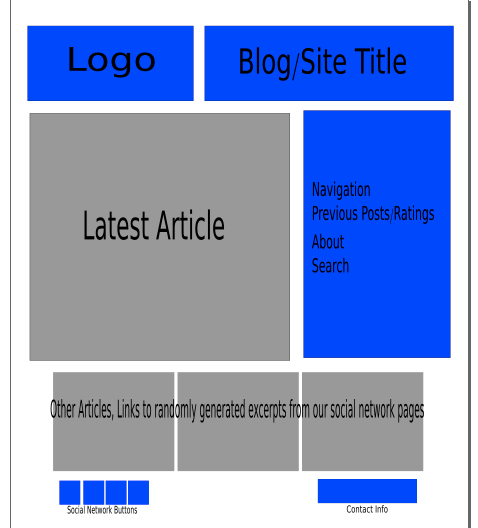 Logo
Blog/Site Title
Latest Article
Navigation
Previous Posts/Ratings
About
Search
Other Articles, Links to randomly generated excerpts from our social network pages
Social Network Buttons
Contact Info